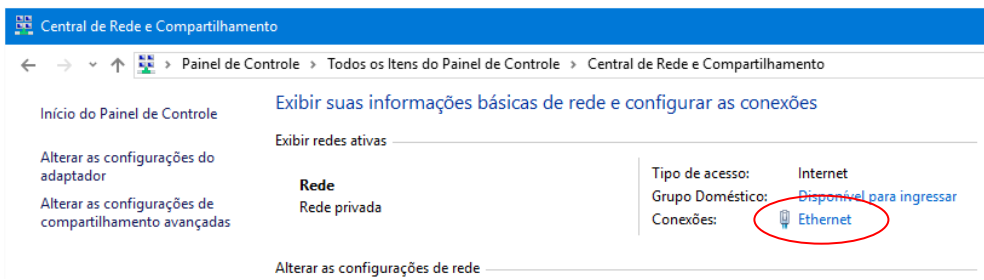 Central de Rede e Compartilhamento
Painel de Controle > Todos os Itens do Painel de Controle > Central de Rede e Compartilhamento
Início do Painel de Controle
Alterar as configurações do
adaptador
Alterar as configurações de
compartilhamento avançadas
Exibir suas informações básicas de rede e configurar as conexões
Exibir redes ativas
Rede
Rede privada
Tipo de acesso: Internet
Grupo Doméstico: Disponível para ingressar
Conexões: Ethernet
Alterar as configurações de rede